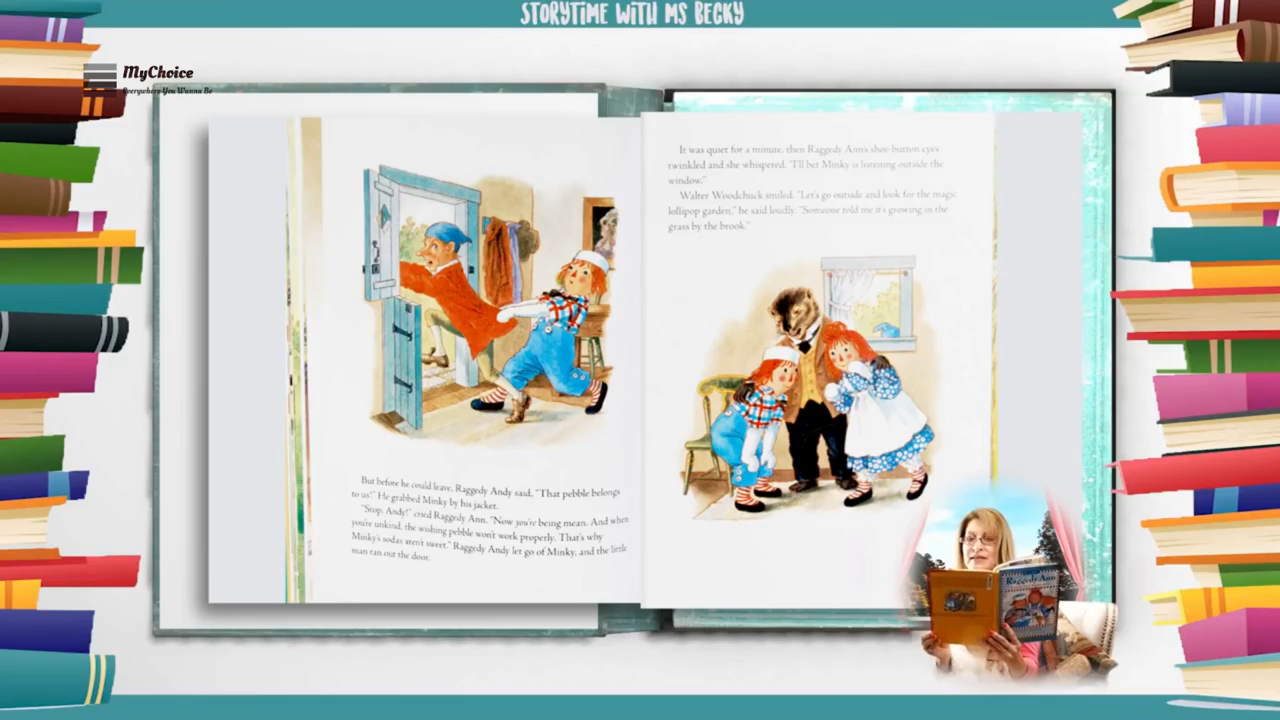 STORYTIME WITH MS BECKY
MyChoice
Everywhere You Wanna Be
But before he could leave, Raggedy Andy said, "That pebble belongs
to us!" He grabbed Minky by his jacket.
"Stop, Andy!" cried Raggedy Ann. "Now you're being mean. And when
you're unkind, the wishing pebble won't work properly. That's why
Minky's sodas aren't sweet." Raggedy Andy let go of Minky, and the little
man ran out the door.
It was quiet for a minute, then Raggedy Ann's shoe-button eyes
twinkled and she whispered, "I'll bet Minky is listening outside the
window."
Walter Woodchuck smiled. "Let's go outside and look for the magic
lollipop garden," he said loudly. "Someone told me it's growing in the
grass by the brook."
Raggedy Ann